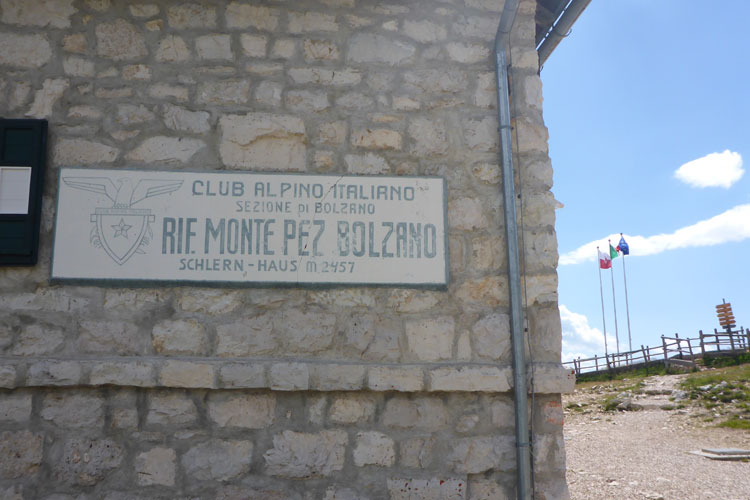 CLUB ALPINO ITALIANO
SEZIONE DI BOLZANO
RIF. MONTE PEZ BOLZANO
SCHLERN,-HAUS M.2457